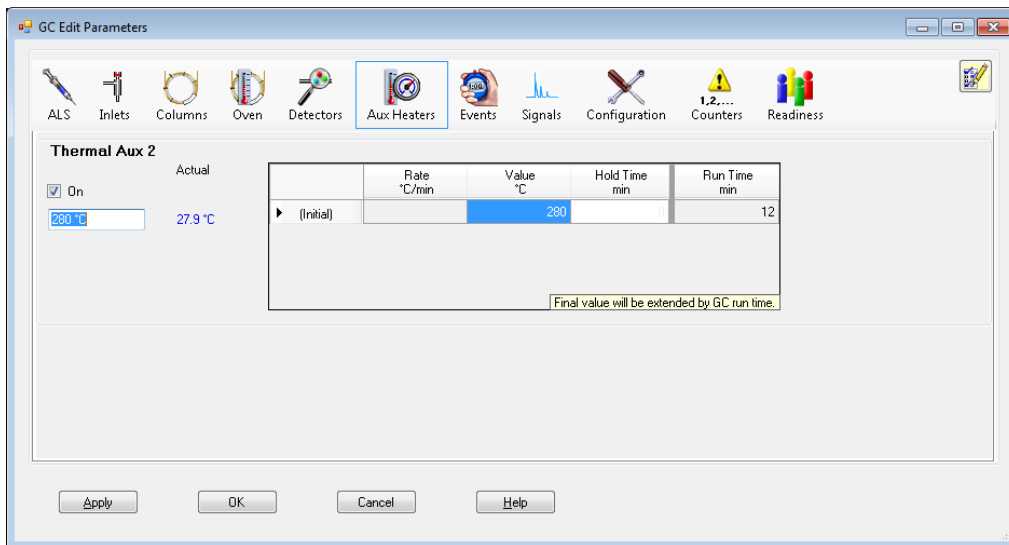 GC Edit Parameters
1,2,...
ALS Inlets Columns Oven Detectors Aux Heaters Events Signals Configuration Counters Readiness
Thermal Aux 2
Actual
On
280 °C
27.9 °C
Rate Value Hold Time Run Time
°C/min °C min min
(Initial) 280 0 12
Final value will be extended by GC run time.
Apply OK Cancel Help